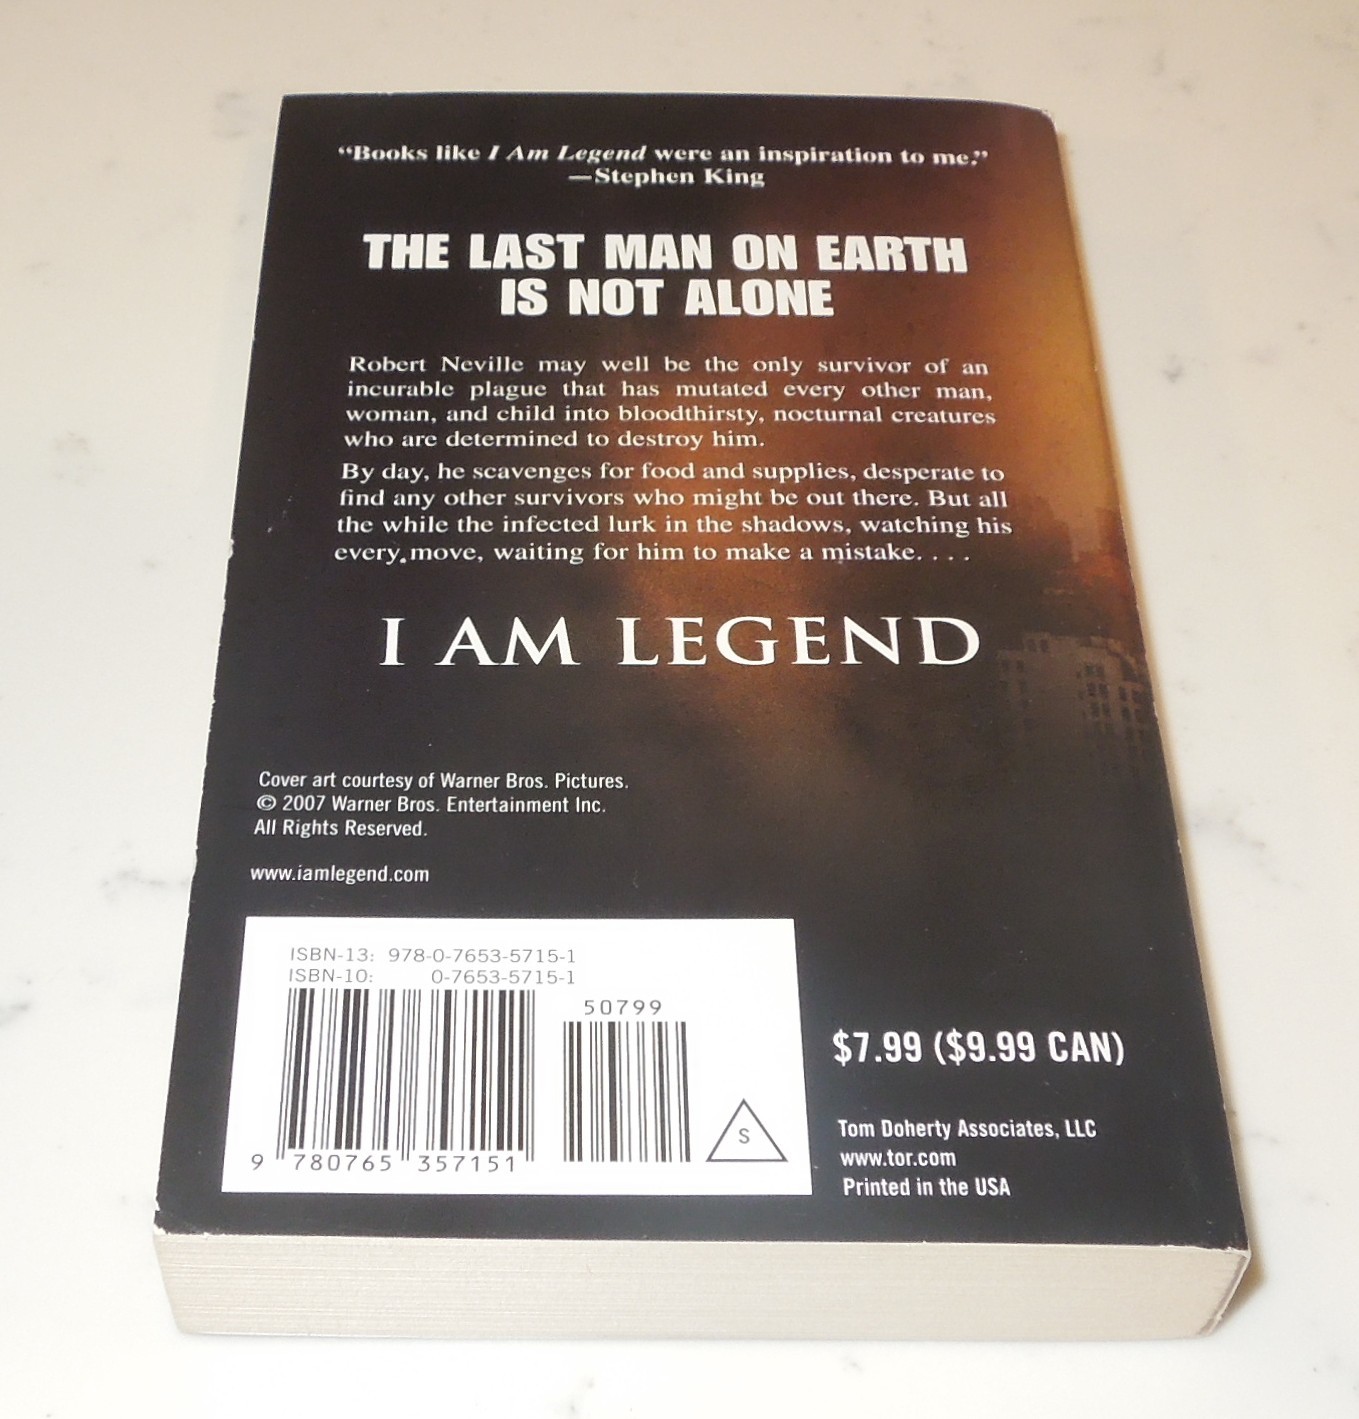 “Books like I Am Legend were an inspiration to me.”
—Stephen King
THE LAST MAN ON EARTH
IS NOT ALONE
Robert Neville may well be the only survivor of an
incurable plague that has mutated every other man,
woman, and child into bloodthirsty, nocturnal creatures
who are determined to destroy him.
By day, he scavenges for food and supplies, desperate to
find any other survivors who might be out there. But all
the while the infected lurk in the shadows, watching his
every move, waiting for him to make a mistake. . . .
I AM LEGEND
Cover art courtesy of Warner Bros. Pictures.
© 2007 Warner Bros. Entertainment Inc.
All Rights Reserved.
www.iamlegend.com
ISBN-13: 978-0-7653-5715-1
ISBN-10: 0-7653-5715-1
50799
9 780765 357151
S
$7.99 ($9.99 CAN)
Tom Doherty Associates, LLC
www.tor.com
Printed in the USA